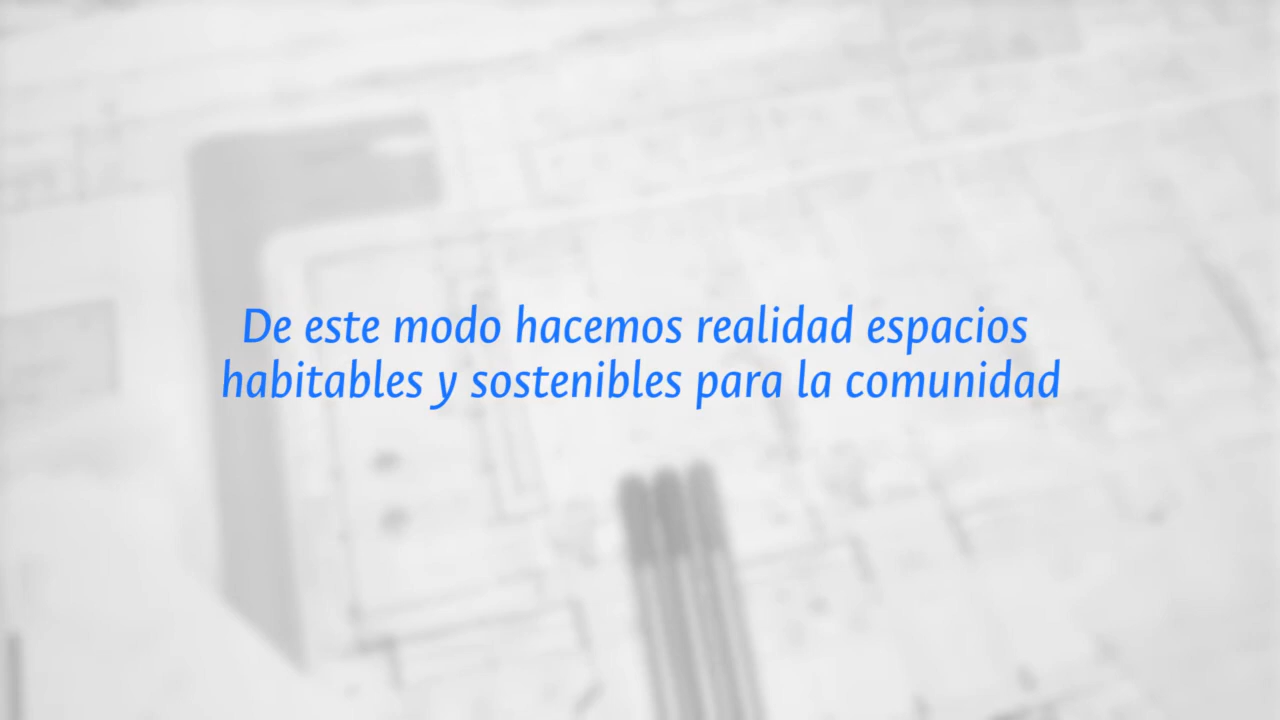 De este modo hacemos realidad espacios
habitables y sostenibles para la comunidad